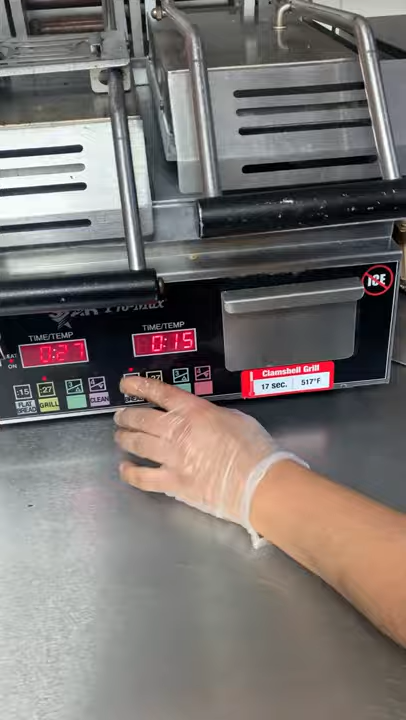 Pro-Max
TIME/TEMP
0:27
TIME/TEMP
0:15
ICE
Clamshell Grill
17 sec. 517°F
ON
:15 :27
FLAT BREAD
GRILL
CLEAN